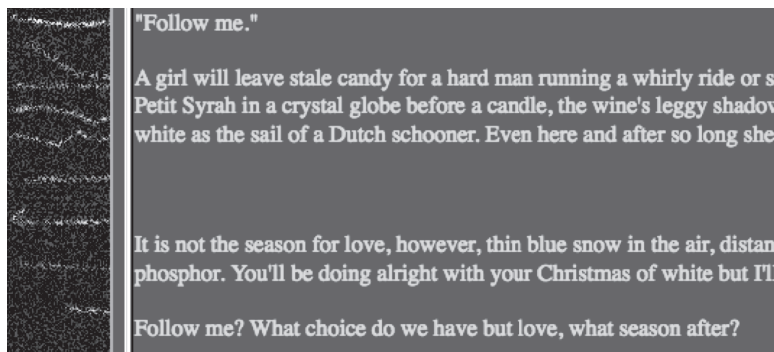 "Follow me."
A girl will leave stale candy for a hard man running a whirly ride or s
Petit Syrah in a crystal globe before a candle, the wine's leggy shadow
white as the sail of a Dutch schooner. Even here and after so long she
It is not the season for love, however, thin blue snow in the air, distan
phosphor. You'll be doing alright with your Christmas of white but I'll
Follow me? What choice do we have but love, what season after?